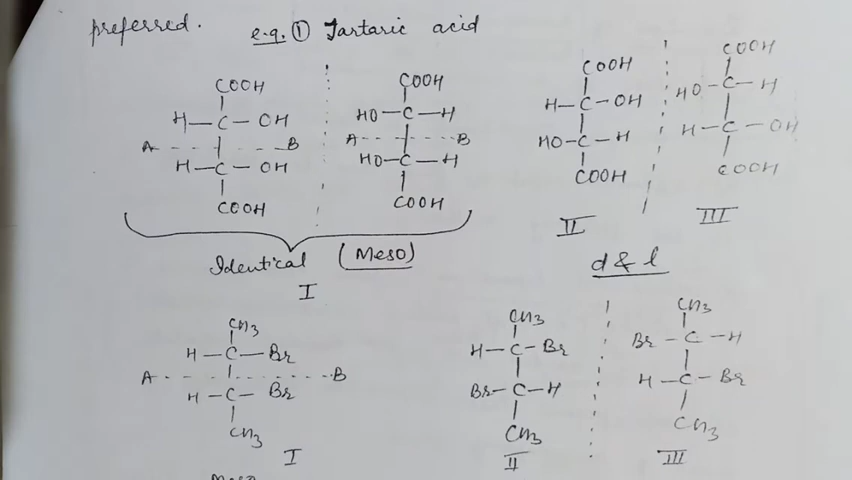 preferred. e.g. ① Tartaric acid
COOH COOH COOH COOH
H-C-OH HO-C-H H-C-OH HO-C-H
A B A B
H-C-OH HO-C-H HO-C-H H-C-OH
COOH COOH COOH COOH
Identical (Meso) II III
I d & l
CH3 CH3 CH3
H-C-Br H-C-Br Br-C-H
A B
H-C-Br Br-C-H H-C-Br
CH3 CH3 CH3
I II III
Meso